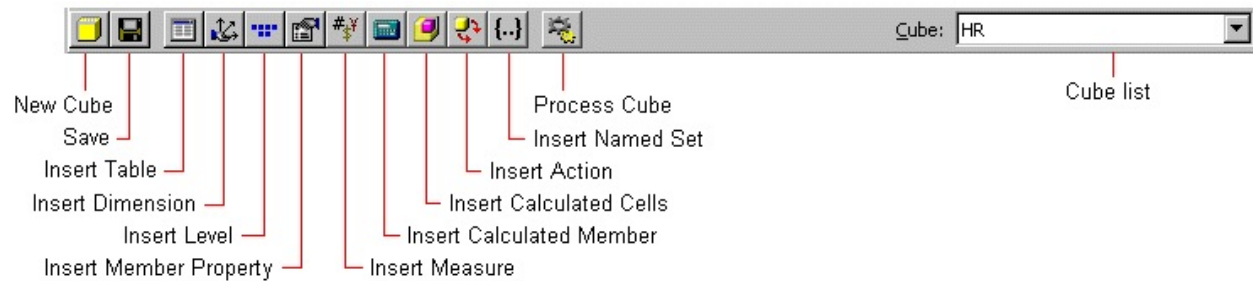 Cube: HR
New Cube
Process Cube
Cube list
Save
Insert Named Set
Insert Table
Insert Action
Insert Dimension
Insert Calculated Cells
Insert Level
Insert Calculated Member
Insert Member Property
Insert Measure